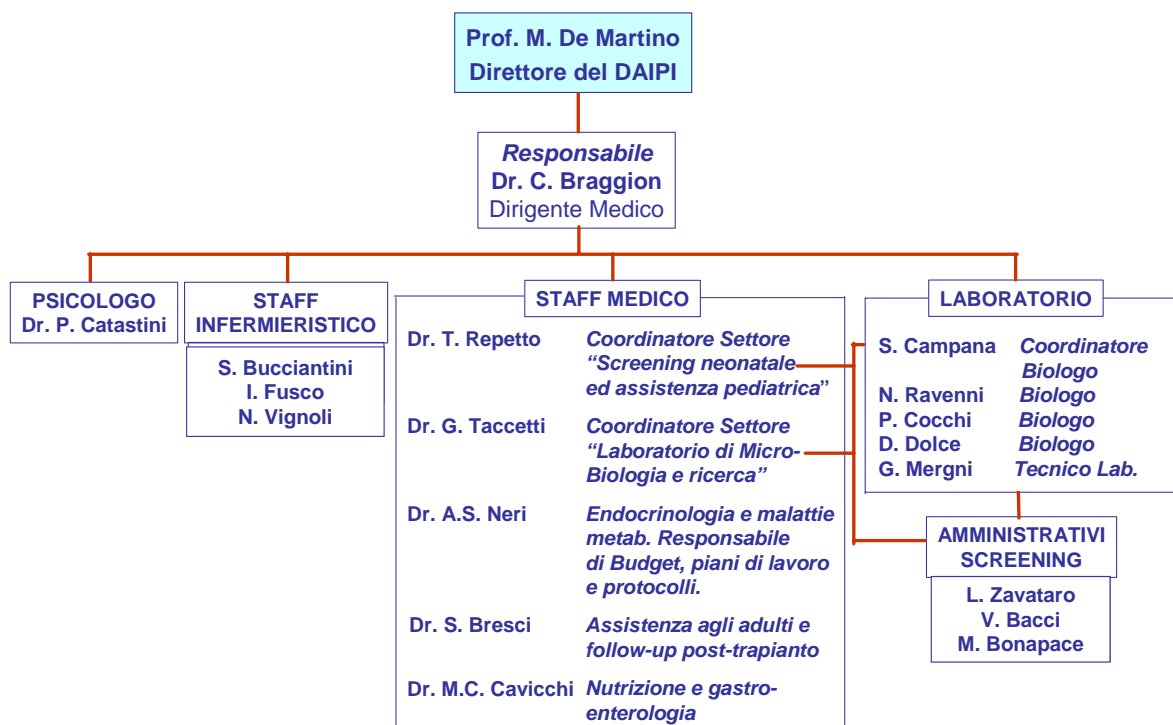 Prof. M. De Martino
Direttore del DAIPI
Responsabile
Dr. C. Braggion
Dirigente Medico
PSICOLOGO
Dr. P. Catastini
STAFF
INFERMIERISTICO
S. Bucciantini
I. Fusco
N. Vignoli
STAFF MEDICO
Dr. T. Repetto Coordinatore Settore
“Screening neonatale
ed assistenza pediatrica”
Dr. G. Taccetti Coordinatore Settore
“Laboratorio di Micro-
Biologia e ricerca”
Dr. A.S. Neri Endocrinologia e malattie
metab. Responsabile
di Budget, piani di lavoro
e protocolli.
Dr. S. Bresci Assistenza agli adulti e
follow-up post-trapianto
Dr. M.C. Cavicchi Nutrizione e gastro-
enterologia
LABORATORIO
S. Campana Coordinatore
Biologo
N. Ravenni Biologo
P. Cocchi Biologo
D. Dolce Biologo
G. Mergni Tecnico Lab.
AMMINISTRATIVI
SCREENING
L. Zavataro
V. Bacci
M. Bonapace